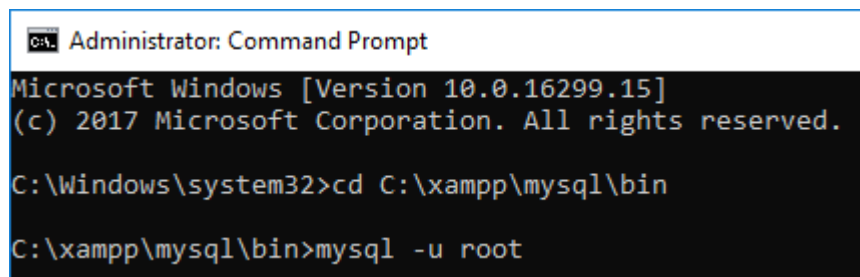 Administrator: Command Prompt
Microsoft Windows [Version 10.0.16299.15]
(c) 2017 Microsoft Corporation. All rights reserved.
C:\Windows\system32>cd C:\xampp\mysql\bin
C:\xampp\mysql\bin>mysql -u root